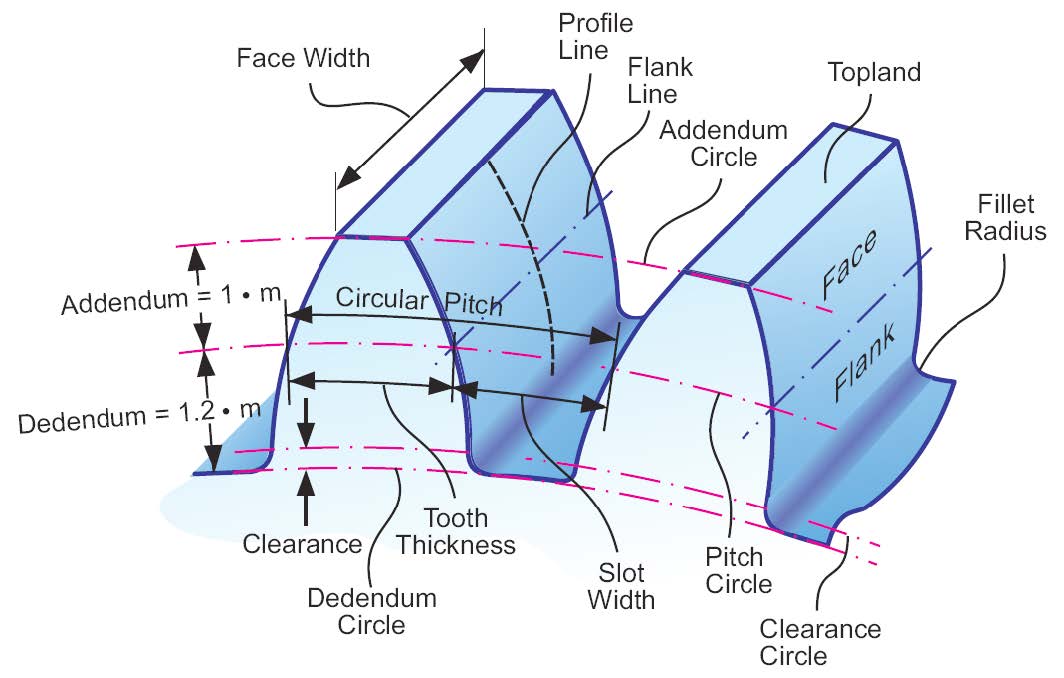 Profile
Line
Face Width
Flank
Line
Topland
Addendum
Circle
Fillet
Radius
Face
Addendum = 1 • m
Circular Pitch
Flank
Dedendum = 1.2 • m
Tooth
Thickness
Clearance
Pitch
Circle
Slot
Width
Dedendum
Circle
Clearance
Circle